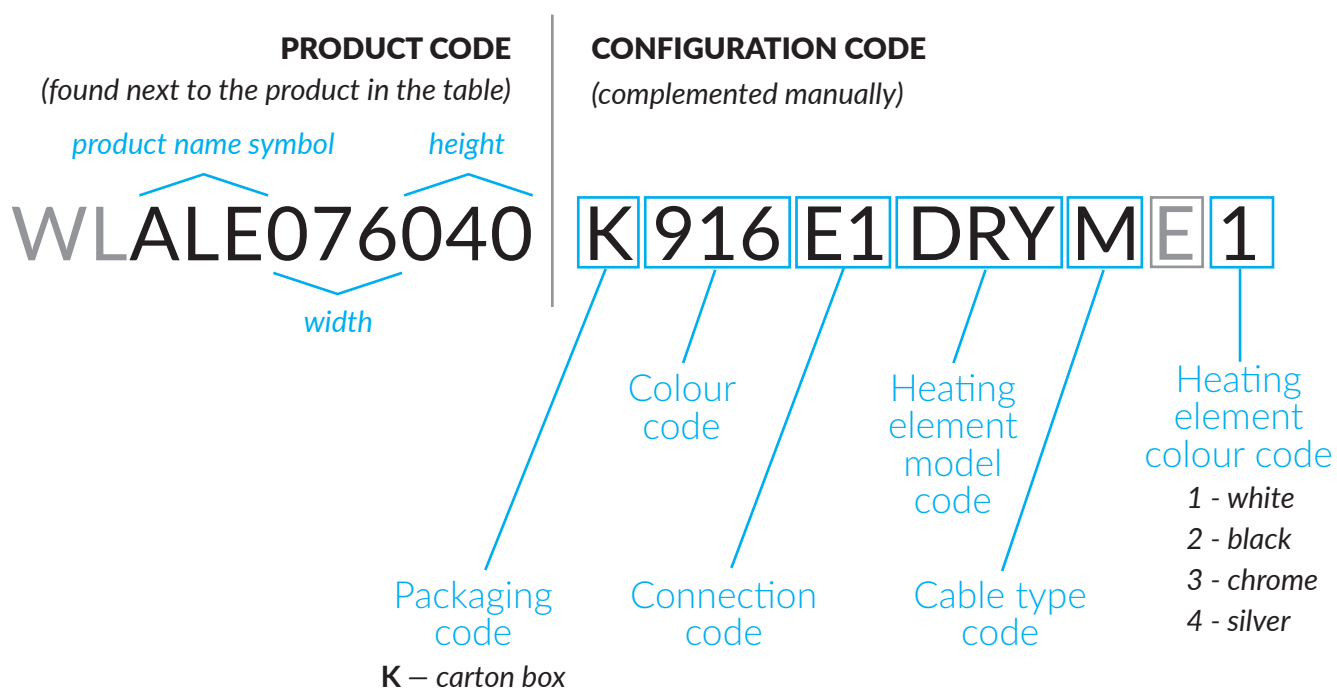 PRODUCT CODE
(found next to the product in the table)
CONFIGURATION CODE
(complemented manually)
product name symbol
height
WLALE076040
K 916 E1 DRY M E 1
width
Colour
code
Heating
element
model
code
Heating
element
colour code
1 - white
2 - black
3 - chrome
4 - silver
Packaging
code
K – carton box
Connection
code
Cable type
code